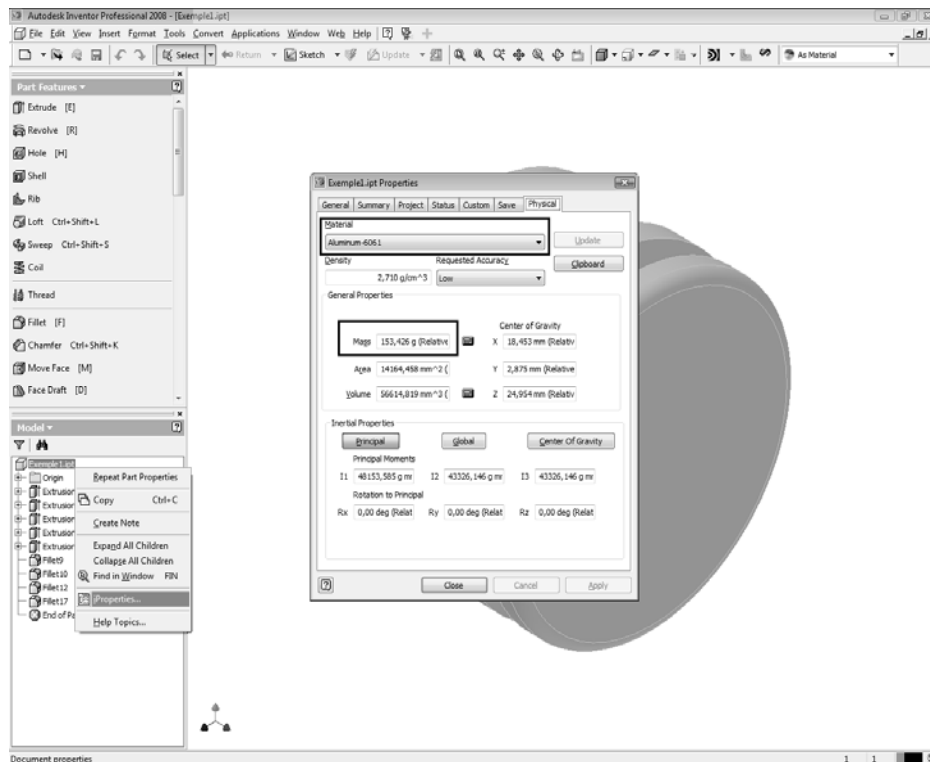 Autodesk Inventor Professional 2008 - [Exemple1.ipt]
File Edit View Insert Format Tools Convert Applications Window Web Help
Select Return Sketch Update As Material
Part Features
Extrude [E]
Revolve [R]
Hole [H]
Shell
Rib
Loft Ctrl+Shift+L
Sweep Ctrl+Shift+S
Coil
Thread
Fillet [F]
Chamfer Ctrl+Shift+K
Move Face [M]
Face Draft [D]
Model
Exemple1.ipt
Origin
Extrusion
Extrusion
Extrusion
Extrusion
Extrusion
Fillet9
Fillet10
Fillet12
Fillet17
End of Pa
Repeat Part Properties
Copy Ctrl+C
Create Note
Expand All Children
Collapse All Children
Find in Window FIN
iProperties...
Help Topics...
Exemple1.ipt Properties
General Summary Project Status Custom Save Physical
Material
Aluminum-6061 Update
Density Requested Accuracy Clipboard
2,710 g/cm^3 Low
General Properties
Center of Gravity
Mass 153,426 g (Relative X 18,453 mm (Relativ
Area 14164,458 mm^2 ( Y 2,875 mm (Relative
Volume 56614,819 mm^3 ( Z 24,954 mm (Relativ
Inertial Properties
Principal Global Center Of Gravity
Principal Moments
I1 48153,585 g mr I2 43326,146 g mr I3 43326,146 g mr
Rotation to Principal
Rx 0,00 deg (Relat Ry 0,00 deg (Relat Rz 0,00 deg (Relat
Close Cancel Apply
Document properties 1 1